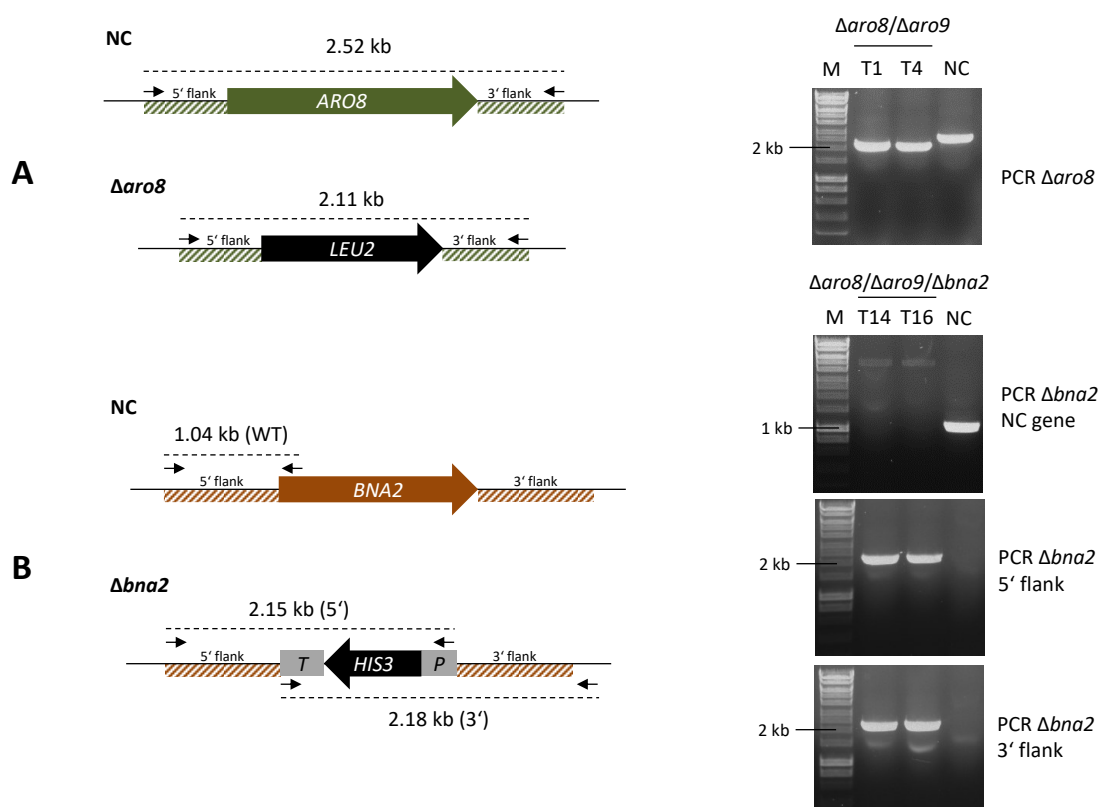 NC
2.52 kb
5' flank
ARO8
3' flank
A
Δaro8
2.11 kb
5' flank
LEU2
3' flank
Δaro8/Δaro9
M T1 T4 NC
2 kb
PCR Δaro8
NC
1.04 kb (WT)
5' flank
BNA2
3' flank
B
Δbna2
2.15 kb (5')
5' flank
T
HIS3
P
3' flank
2.18 kb (3')
Δaro8/Δaro9/Δbna2
M T14 T16 NC
1 kb
PCR Δbna2
NC gene
2 kb
PCR Δbna2
5' flank
2 kb
PCR Δbna2
3' flank